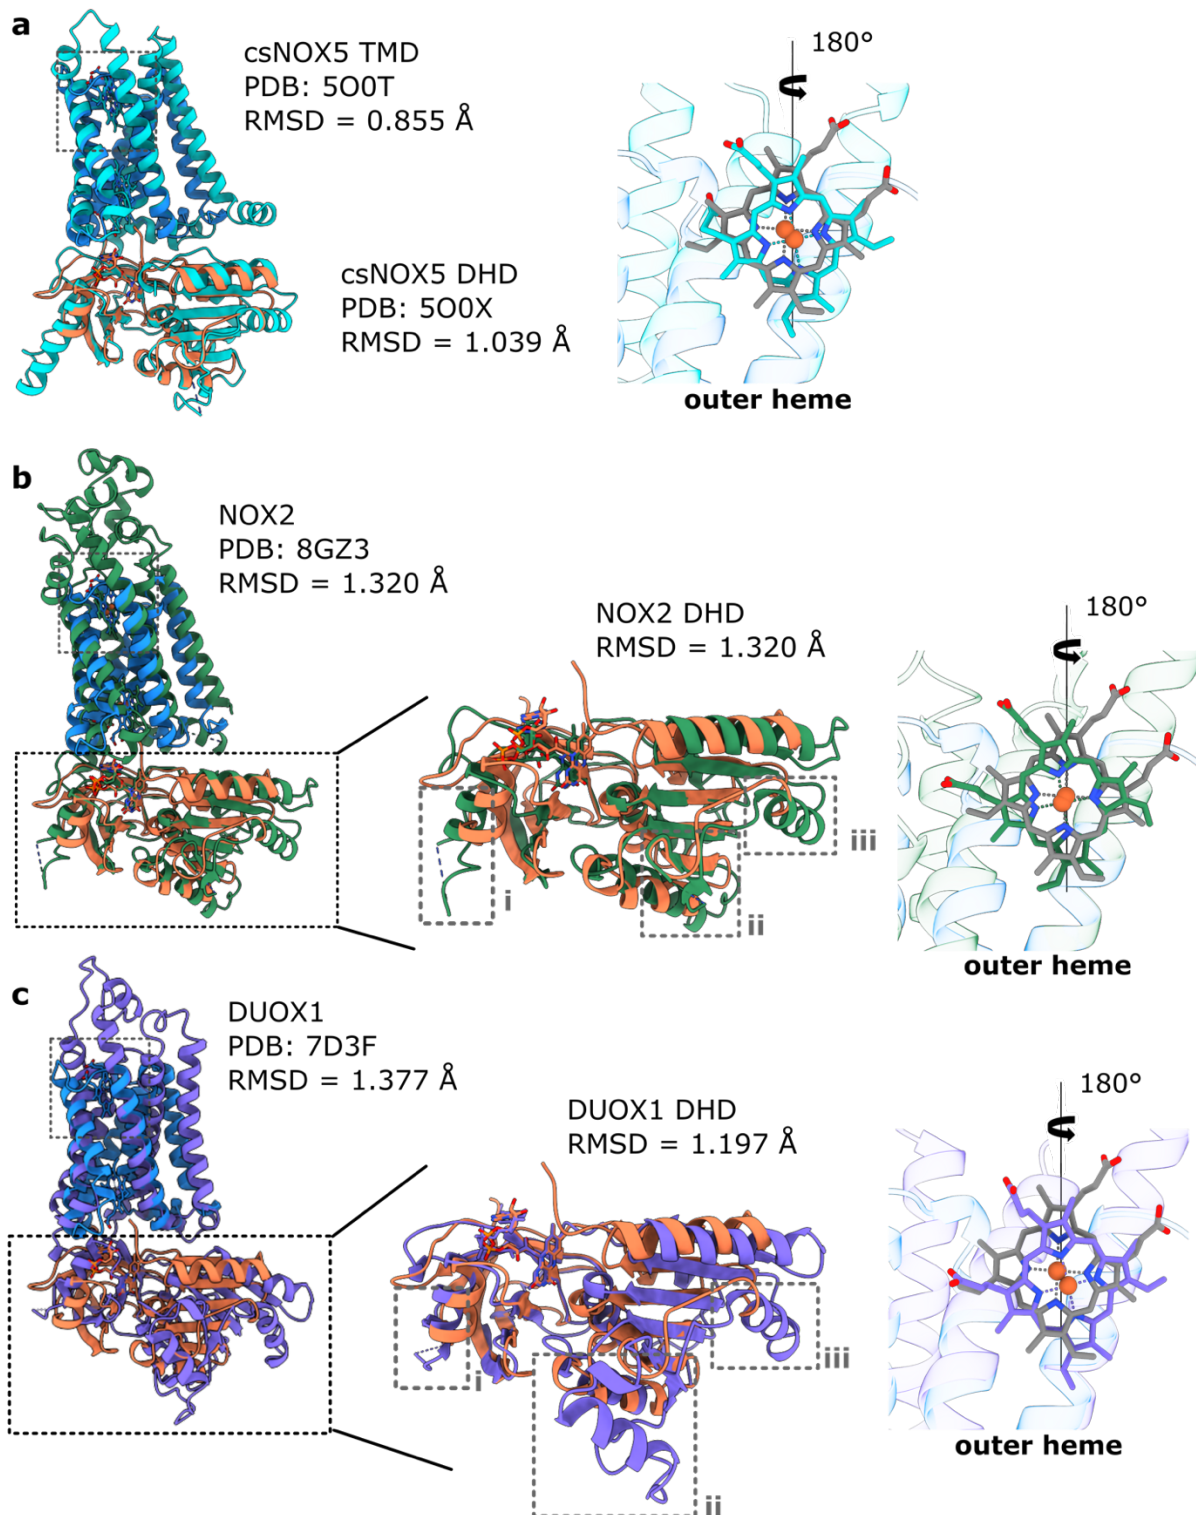 a
csNOX5 TMD
PDB: 5O0T
RMSD = 0.855 Å
csNOX5 DHD
PDB: 5O0X
RMSD = 1.039 Å
180°
outer heme
b
NOX2
PDB: 8GZ3
RMSD = 1.320 Å
NOX2 DHD
RMSD = 1.320 Å
i
ii
iii
180°
outer heme
c
DUOX1
PDB: 7D3F
RMSD = 1.377 Å
DUOX1 DHD
RMSD = 1.197 Å
i
ii
iii
180°
outer heme